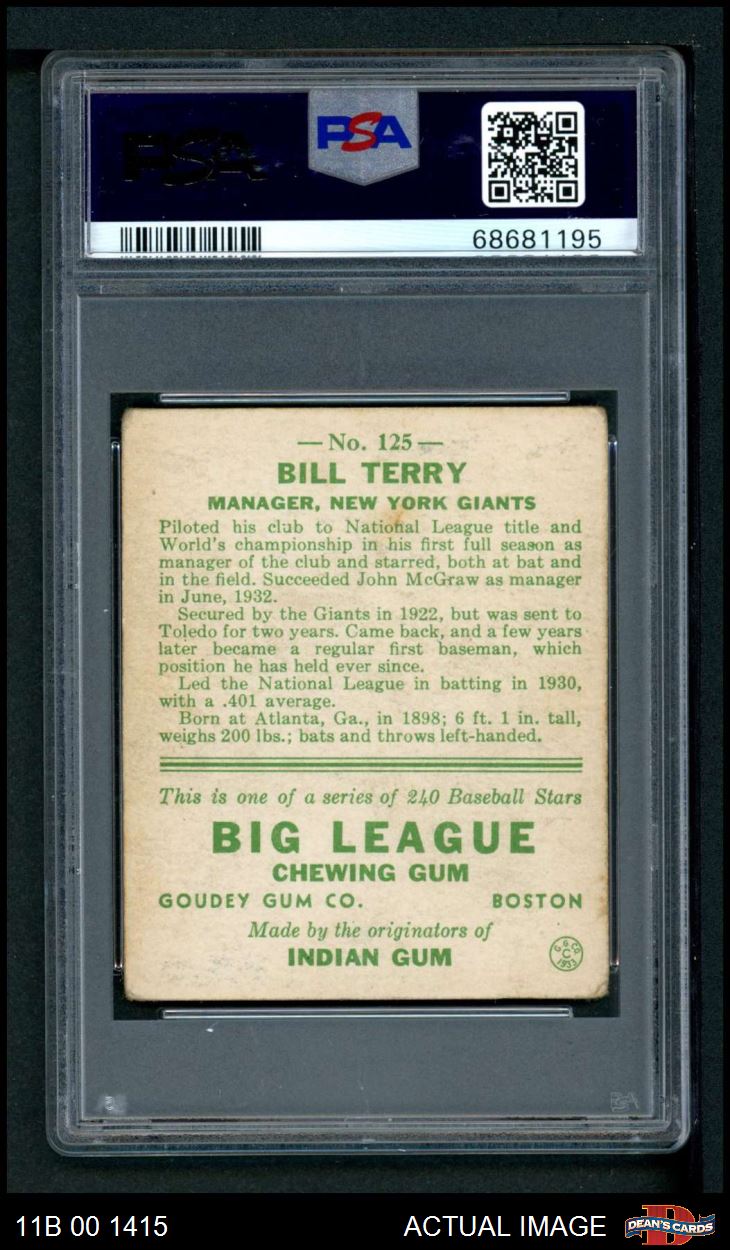 PSA
PSA
68681195
— No. 125 —
BILL TERRY
MANAGER, NEW YORK GIANTS
Piloted his club to National League title and
World's championship in his first full season as
manager of the club and starred, both at bat and
in the field. Succeeded John McGraw as manager
in June, 1932.
Secured by the Giants in 1922, but was sent to
Toledo for two years. Came back, and a few years
later became a regular first baseman, which
position he has held ever since.
Led the National League in batting in 1930,
with a .401 average.
Born at Atlanta, Ga., in 1898; 6 ft. 1 in. tall,
weighs 200 lbs.; bats and throws left-handed.
This is one of a series of 240 Baseball Stars
BIG LEAGUE
CHEWING GUM
GOUDEY GUM CO. BOSTON
Made by the originators of
INDIAN GUM
G. G. Co.
C
1933
PSA
11B 00 1415 ACTUAL IMAGE DEAN'S CARDS